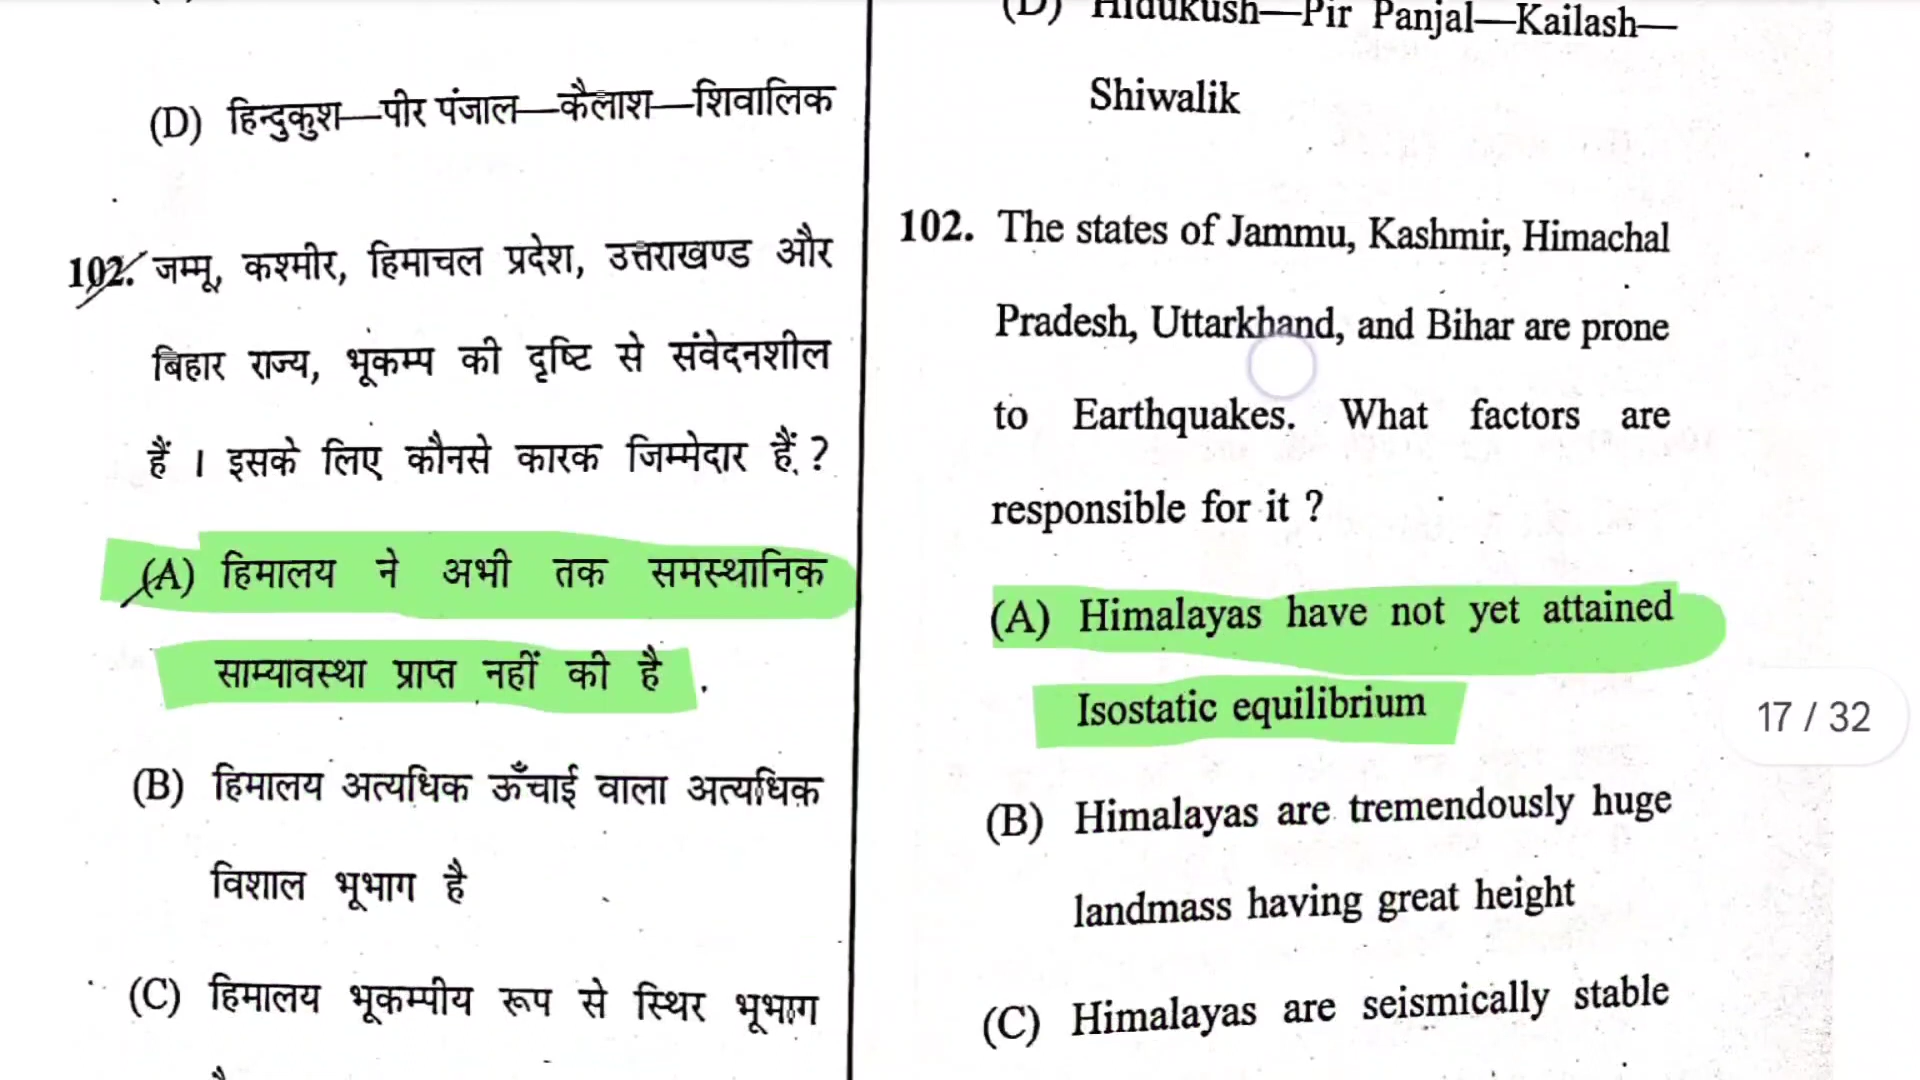 (D) हिन्दुकुश—पीर पंजाल—कैलाश—शिवालिक
102. जम्मू, कश्मीर, हिमाचल प्रदेश, उत्तराखण्ड और
बिहार राज्य, भूकम्प की दृष्टि से संवेदनशील
हैं । इसके लिए कौनसे कारक जिम्मेदार हैं ?
(A) हिमालय ने अभी तक समस्थानिक
साम्यावस्था प्राप्त नहीं की है
(B) हिमालय अत्यधिक ऊँचाई वाला अत्यधिक
विशाल भूभाग है
(C) हिमालय भूकम्पीय रूप से स्थिर भूभाग
(D) Hidukush—Pir Panjal—Kailash—
Shiwalik
102. The states of Jammu, Kashmir, Himachal
Pradesh, Uttarkhand, and Bihar are prone
to Earthquakes. What factors are
responsible for it ?
(A) Himalayas have not yet attained
Isostatic equilibrium
(B) Himalayas are tremendously huge
landmass having great height
(C) Himalayas are seismically stable
17 / 32